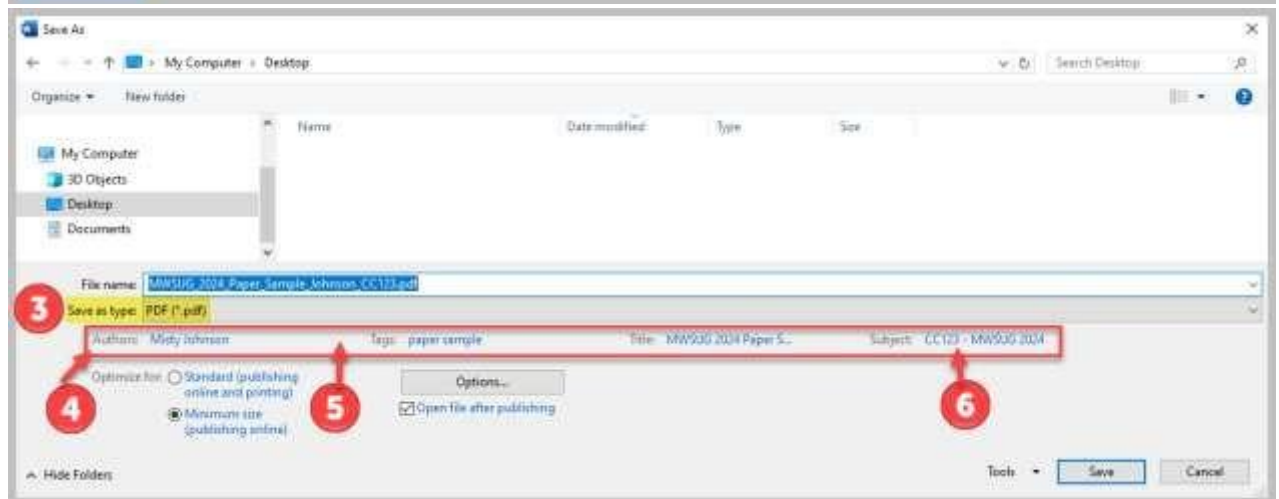 Save As
My Computer › Desktop
Search Desktop
Organize New folder
Name Date modified Type Size
My Computer
3D Objects
Desktop
Documents
File name: MWSUG_2024_Paper_Sample_Johnson_CC123.pdf
3 Save as type: PDF (*.pdf)
Authors: Misty Johnson Tags: paper sample Title: MWSUG 2024 Paper S... Subject: CC123 - MWSUG 2024
Optimize for: Standard (publishing
online and printing)
Minimum size
(publishing online)
Options...
Open file after publishing
4
5
6
Hide Folders
Tools Save Cancel